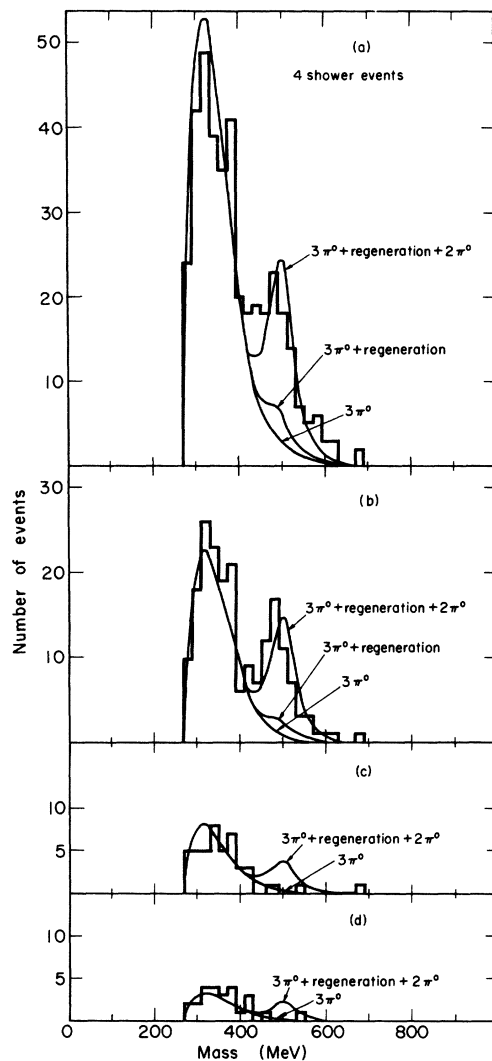 50
(a)
4 shower events
40
30
3π°+regeneration+2π°
20
3π°+regeneration
10
3π°
Number of events
(b)
30
20
3π°+regeneration+2π°
3π°+regeneration
10
3π°
(c)
10
3π°+regeneration+2π°
5
3π°
(d)
10
5
3π°+regeneration+2π°
3π°
0 200 400 600 800
Mass (MeV)